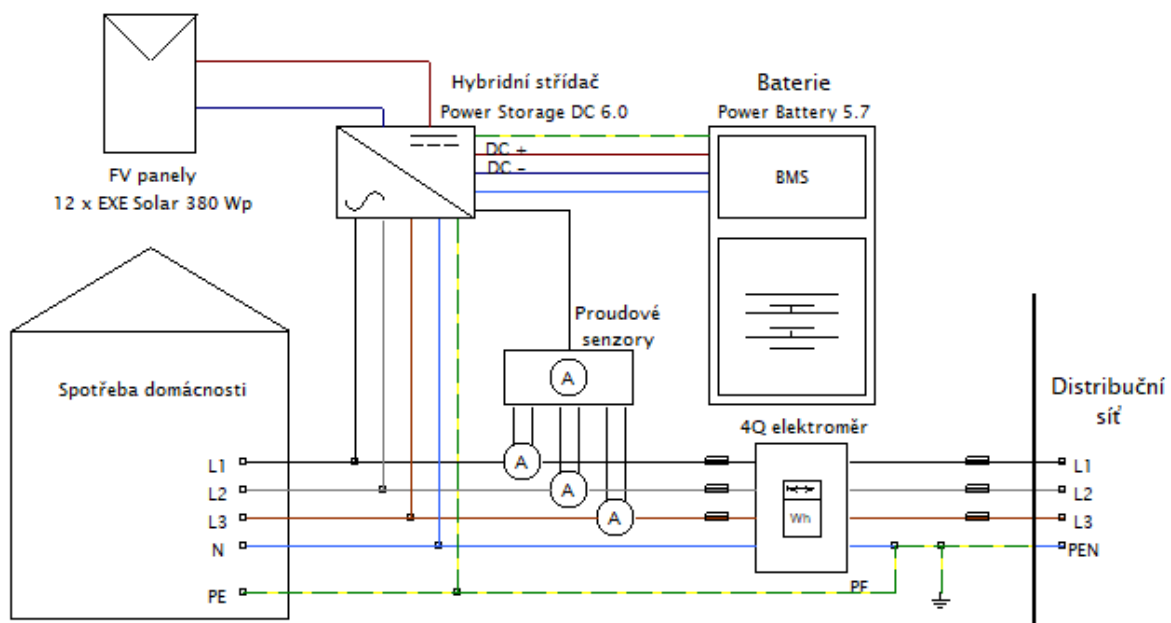 Hybridní střídač
Power Storage DC 6.0
Baterie
Power Battery 5.7
DC +
DC -
BMS
FV panely
12 x EXE Solar 380 Wp
Proudové
senzory
A
Spotřeba domácnosti
Distribuční
síť
4Q elektroměr
L1
A
L1
L2
A
L2
L3
A
Wh
L3
N
PEN
PE
PE